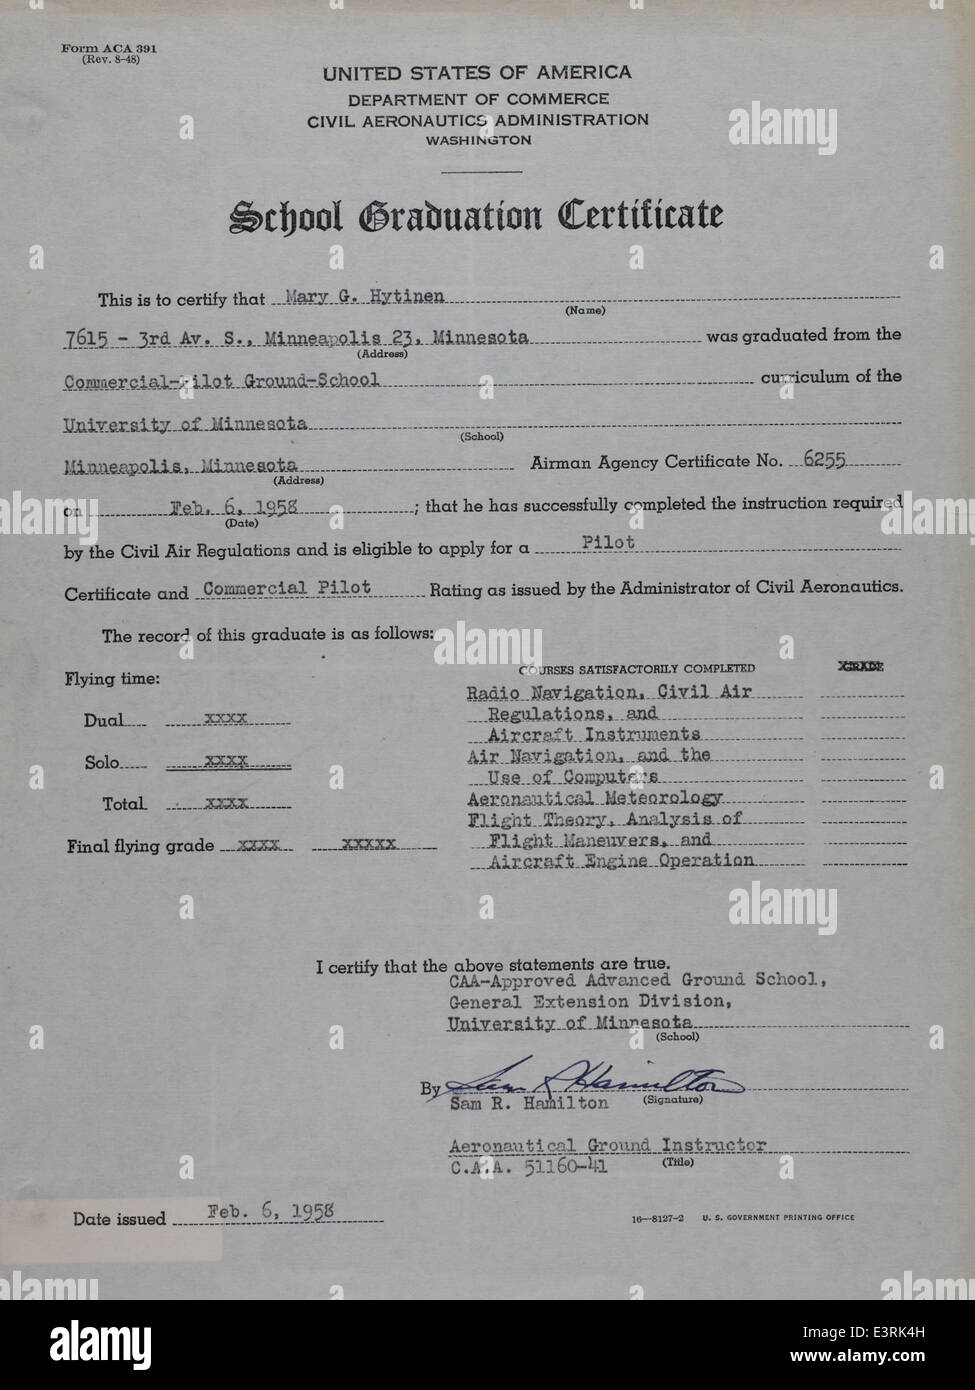 Form ACA 391
(Rev. 8-48)
UNITED STATES OF AMERICA
DEPARTMENT OF COMMERCE
CIVIL AERONAUTICS ADMINISTRATION
WASHINGTON
School Graduation Certificate
This is to certify that Mary G. Hytinen
(Name)
7615 - 3rd Av. S., Minneapolis 23, Minnesota was graduated from the
(Address)
Commercial-Pilot Ground-School curriculum of the
University of Minnesota
(School)
Minneapolis, Minnesota Airman Agency Certificate No. 6255
(Address)
on Feb. 6, 1958 ; that he has successfully completed the instruction required
(Date)
by the Civil Air Regulations and is eligible to apply for a Pilot
Certificate and Commercial Pilot Rating as issued by the Administrator of Civil Aeronautics.
The record of this graduate is as follows:
COURSES SATISFACTORILY COMPLETED GRADE
Flying time:
Radio Navigation, Civil Air
Regulations, and
Dual xxxx
Aircraft Instruments
Air Navigation, and the
Solo xxxx
Use of Computers
Total xxxx
Aeronautical Meteorology
Flight Theory, Analysis of
Final flying grade xxxx xxxxx
Flight Maneuvers, and
Aircraft Engine Operation
I certify that the above statements are true.
CAA-Approved Advanced Ground School,
General Extension Division,
University of Minnesota
(School)
By Sam R Hamilton
Sam R. Hamilton (Signature)
Aeronautical Ground Instructor
C.A.A. 51160-41 (Title)
Date issued Feb. 6, 1958
16—8127-2 U. S. GOVERNMENT PRINTING OFFICE
alamy
Image ID: E3RK4H
www.alamy.com